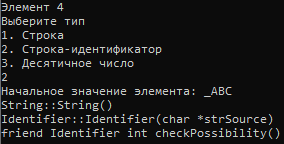 Элемент 4
Выберите тип
1. Строка
2. Строка-идентификатор
3. Десятичное число
2
Начальное значение элемента: _ABC
String::String()
Identifier::Identifier(char *strSource)
friend Identifier int checkPossibility()